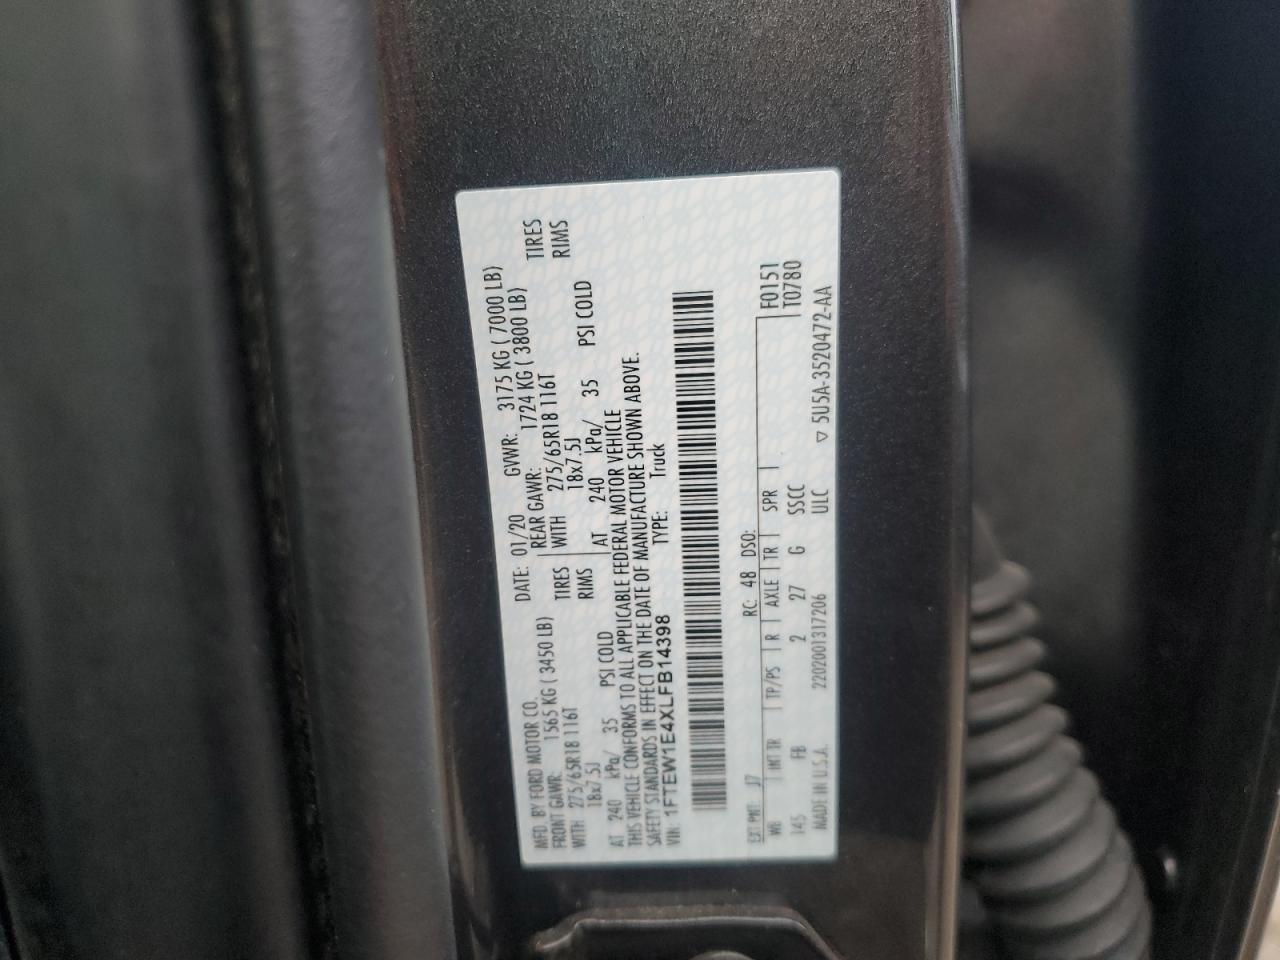 MFD. BY FORD MOTOR CO.
DATE: 01/20 GVWR: 3175 KG ( 7000 LB)
FRONT GAWR: 1565 KG ( 3450 LB) REAR GAWR: 1724 KG ( 3800 LB)
WITH 275/65R18 116T TIRES WITH 275/65R18 116T TIRES
18x7.5J RIMS 18x7.5J RIMS
AT 240 kPa/ 35 PSI COLD AT 240 kPa/ 35 PSI COLD
THIS VEHICLE CONFORMS TO ALL APPLICABLE FEDERAL MOTOR VEHICLE
SAFETY STANDARDS IN EFFECT ON THE DATE OF MANUFACTURE SHOWN ABOVE.
VIN: 1FTEW1E4XLFB14398 TYPE: Truck
EXT PNT: J7 RC: 48 DSO: F0151
WB INT TR TP/PS R AXLE TR SPR T0780
145 FB 2 27 G SSCC
MADE IN U.S.A. 2202001317206 ULC ▽ 5U5A-3520472-AA